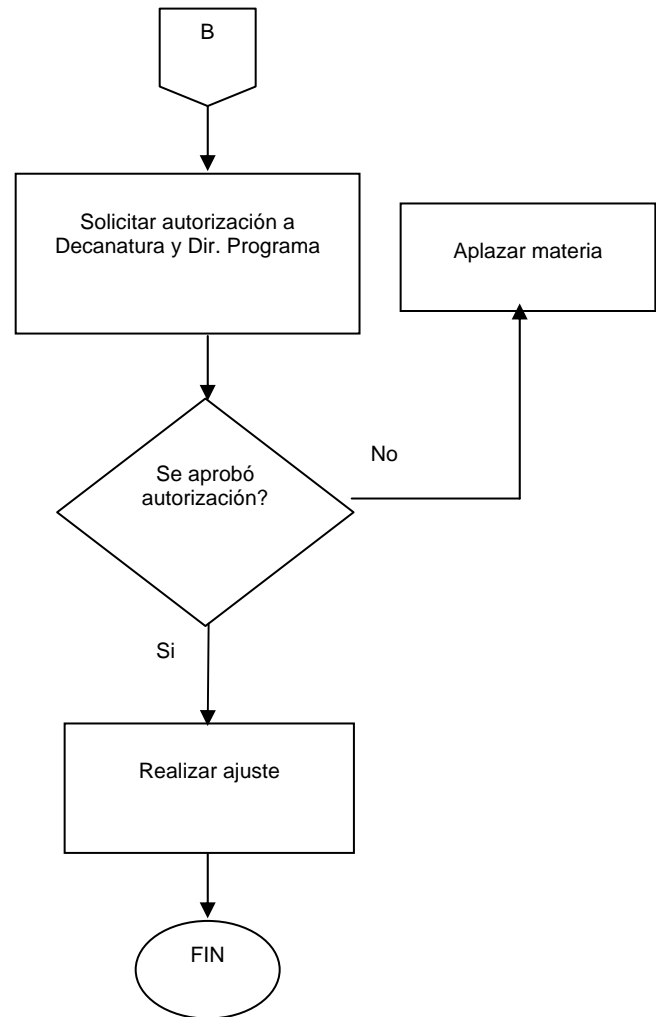 B
Solicitar autorización a
Decanatura y Dir. Programa
Aplazar materia
Se aprobó
autorización?
No
Si
Realizar ajuste
FIN